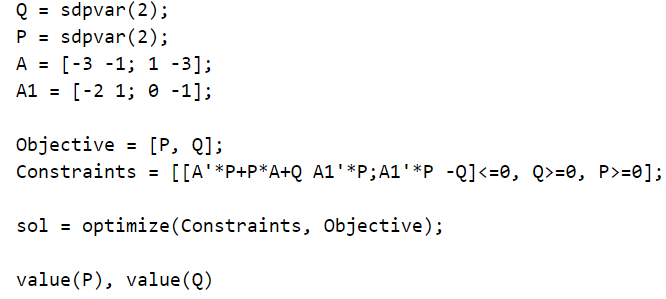 Q = sdpvar(2);
P = sdpvar(2);
A = [-3 -1; 1 -3];
A1 = [-2 1; 0 -1];
Objective = [P, Q];
Constraints = [[A'*P+P*A+Q A1'*P;A1'*P -Q]<=0, Q>=0, P>=0];
sol = optimize(Constraints, Objective);
value(P), value(Q)